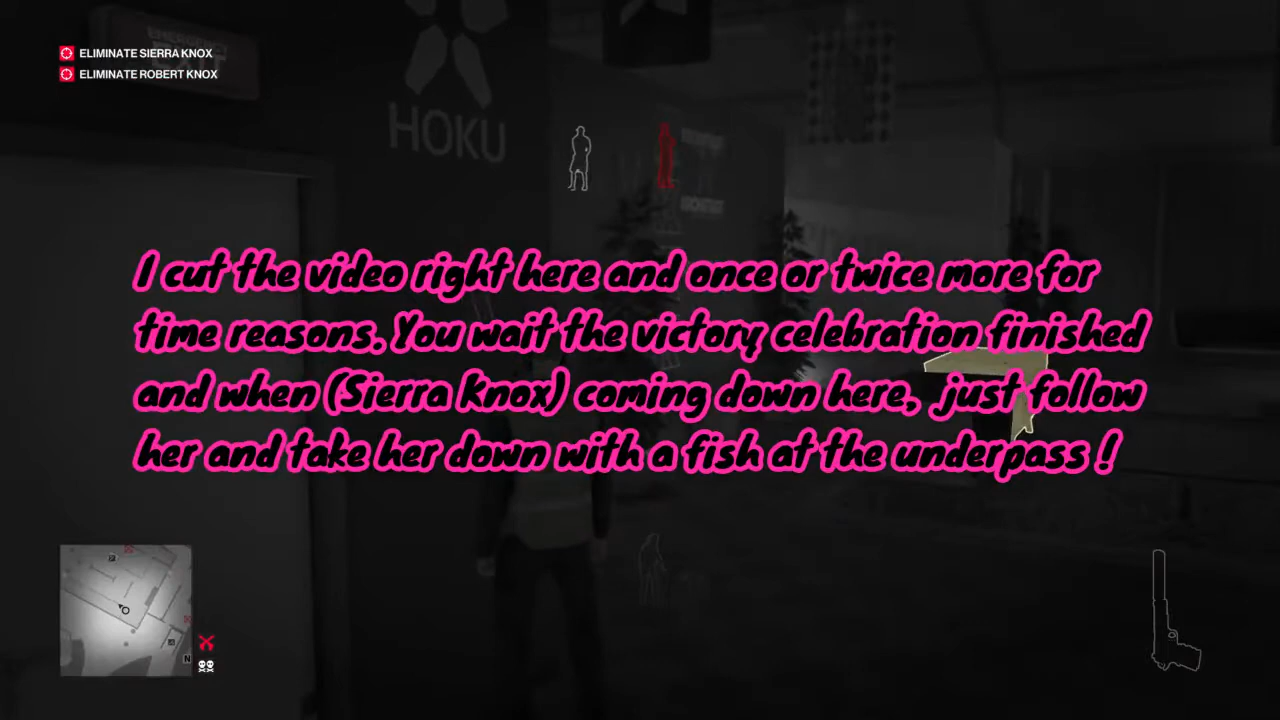 ELIMINATE SIERRA KNOX
ELIMINATE ROBERT KNOX
HOKU
I cut the video right here and once or twice more for
time reasons. You wait the victory celebration finished
and when (Sierra Knox) coming down here, just follow
her and take her down with a fish at the underpass !
N